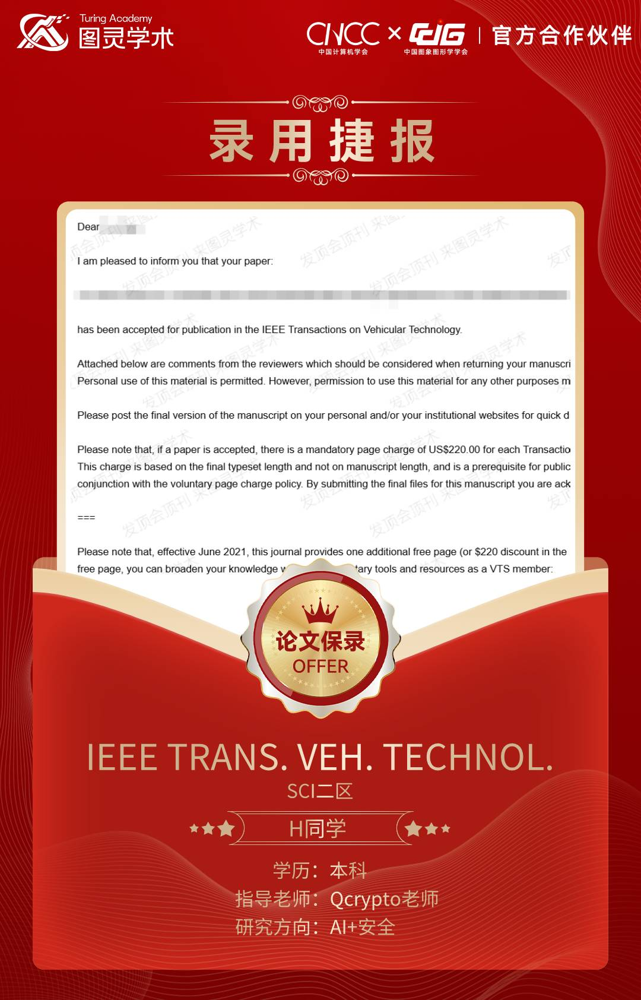 Turing Academy
图灵学术
CNCC × CSIG | 官方合作伙伴
中国计算机学会 中国图象图形学学会
录用捷报
Dear
I am pleased to inform you that your paper:
has been accepted for publication in the IEEE Transactions on Vehicular Technology.
Attached below are comments from the reviewers which should be considered when returning your manuscri
Personal use of this material is permitted. However, permission to use this material for any other purposes m
Please post the final version of the manuscript on your personal and/or your institutional websites for quick d
Please note that, if a paper is accepted, there is a mandatory page charge of US$220.00 for each Transactio
This charge is based on the final typeset length and not on manuscript length, and is a prerequisite for public
conjunction with the voluntary page charge policy. By submitting the final files for this manuscript you are ack
===
Please note that, effective June 2021, this journal provides one additional free page (or $220 discount in the
free page, you can broaden your knowledge w tary tools and resources as a VTS member:
发顶会顶刊 来图灵学术
论文保录
OFFER
IEEE TRANS. VEH. TECHNOL.
SCI二区
H同学
学历：本科
指导老师：Qcrypto老师
研究方向：AI+安全